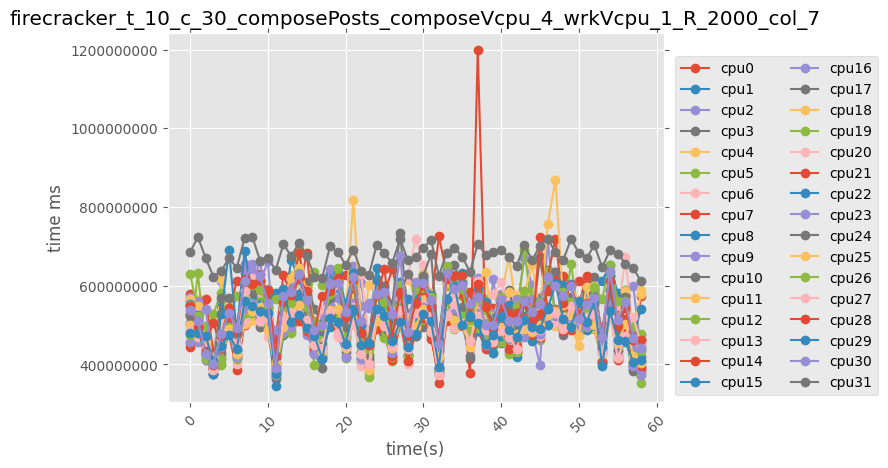 firecracker_t_10_c_30_composePosts_composeVcpu_4_wrkVcpu_1_R_2000_col_7
1200000000
1000000000
800000000
600000000
400000000
time ms
0
10
20
30
40
50
60
time(s)
cpu0
cpu1
cpu2
cpu3
cpu4
cpu5
cpu6
cpu7
cpu8
cpu9
cpu10
cpu11
cpu12
cpu13
cpu14
cpu15
cpu16
cpu17
cpu18
cpu19
cpu20
cpu21
cpu22
cpu23
cpu24
cpu25
cpu26
cpu27
cpu28
cpu29
cpu30
cpu31